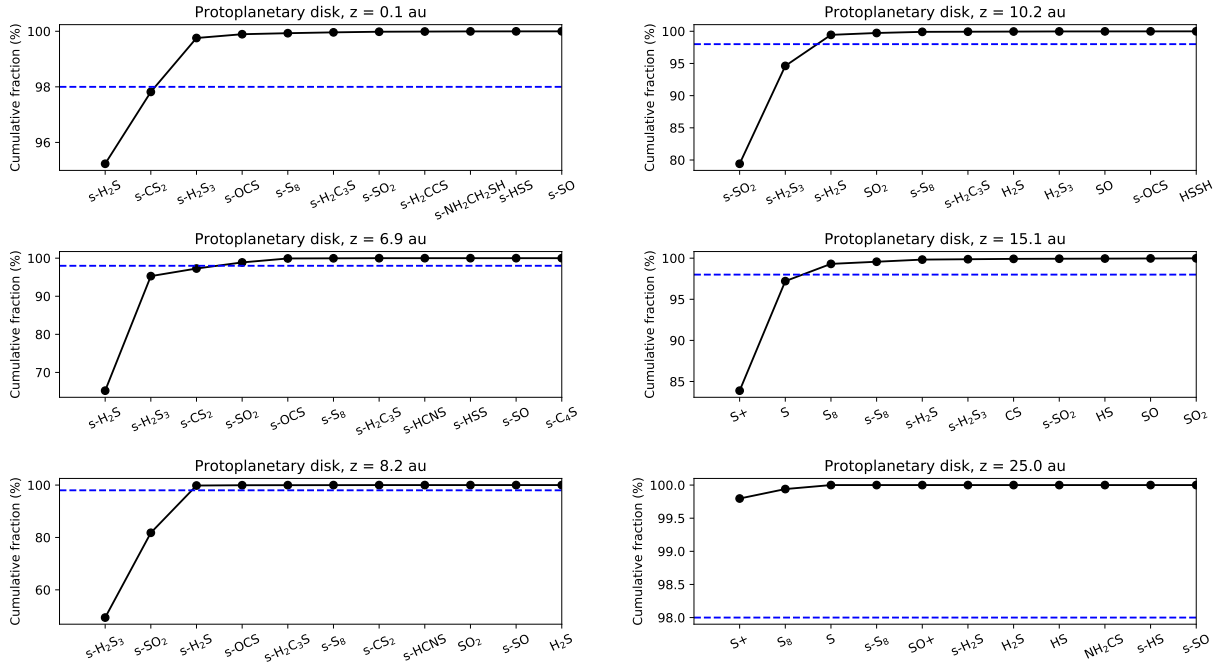 Protoplanetary disk, z = 0.1 au
Cumulative fraction (%)
100
98
96
s-H₂S s-CS₂ s-H₂S₃ s-OCS s-S₈ s-H₂C₃S s-SO₂ s-H₂CCS s-NH₂CH₂SH s-HSS s-SO
Protoplanetary disk, z = 10.2 au
Cumulative fraction (%)
100
95
90
85
80
s-SO₂ s-H₂S₃ s-H₂S SO₂ s-S₈ s-H₂C₃S H₂S H₂S₃ SO s-OCS HSSH
Protoplanetary disk, z = 6.9 au
Cumulative fraction (%)
100
90
80
70
s-H₂S s-H₂S₃ s-CS₂ s-SO₂ s-OCS s-S₈ s-H₂C₃S s-HCNS s-HSS s-SO s-C₄S
Protoplanetary disk, z = 15.1 au
Cumulative fraction (%)
100
95
90
85
S+ S S₈ s-S₈ s-H₂S s-H₂S₃ CS s-SO₂ HS SO SO₂
Protoplanetary disk, z = 8.2 au
Cumulative fraction (%)
100
80
60
s-H₂S₃ s-SO₂ s-H₂S s-OCS s-H₂C₃S s-S₈ s-CS₂ s-HCNS SO₂ s-SO H₂S
Protoplanetary disk, z = 25.0 au
Cumulative fraction (%)
100.0
99.5
99.0
98.5
98.0
S+ S₈ S s-S₈ SO+ s-H₂S H₂S HS NH₂CS s-HS s-SO